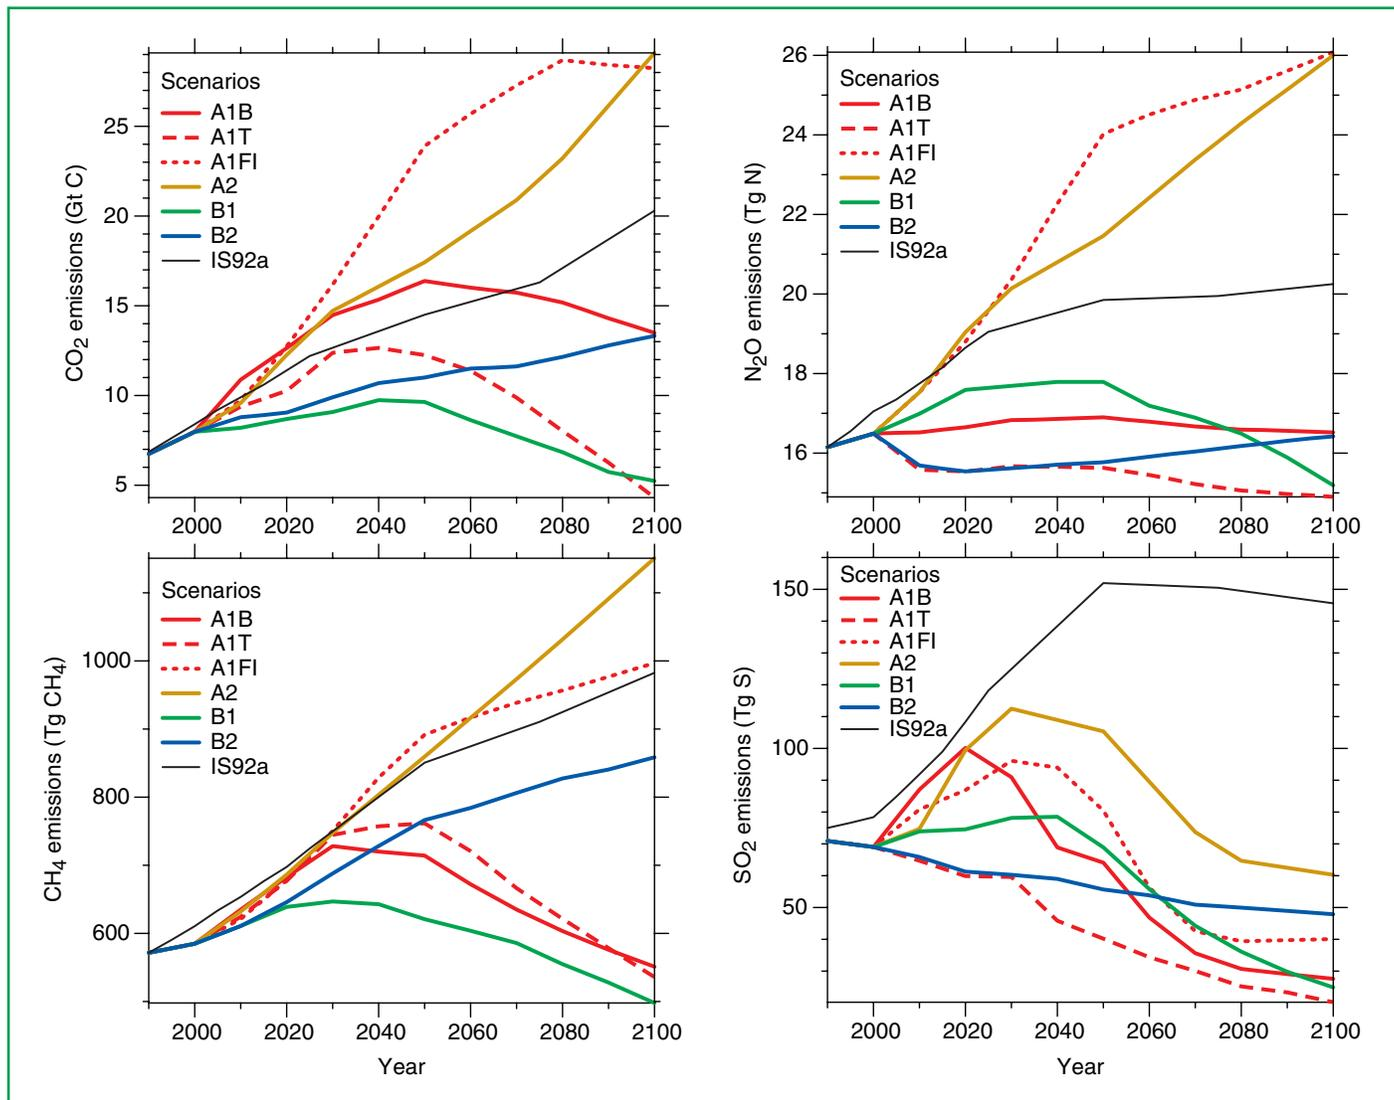 Scenarios
A1B
A1T
A1FI
A2
B1
B2
IS92a
CO2 emissions (Gt C)
25
20
15
10
5
2000 2020 2040 2060 2080 2100
Scenarios
A1B
A1T
A1FI
A2
B1
B2
IS92a
N2O emissions (Tg N)
26
24
22
20
18
16
2000 2020 2040 2060 2080 2100
Scenarios
A1B
A1T
A1FI
A2
B1
B2
IS92a
CH4 emissions (Tg CH4)
1000
800
600
2000 2020 2040 2060 2080 2100
Year
Scenarios
A1B
A1T
A1FI
A2
B1
B2
IS92a
SO2 emissions (Tg S)
150
100
50
2000 2020 2040 2060 2080 2100
Year